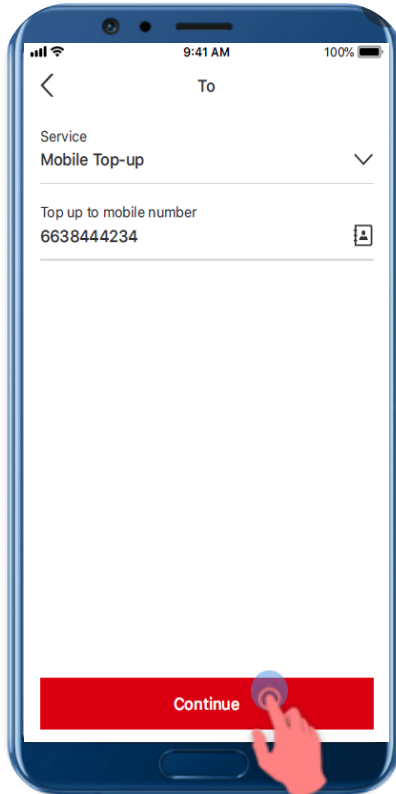 9:41 AM
100%
To
Service
Mobile Top-up
Top up to mobile number
6638444234
Continue